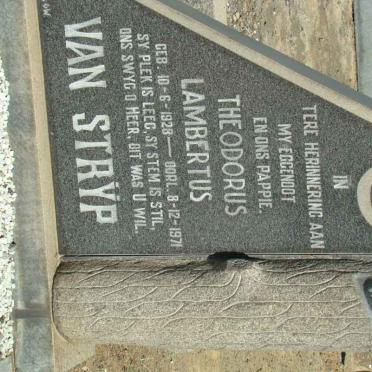 IN
TERE HERINNERING AAN
MY EGGENOOT
EN ONS PAPPIE.
THEODORUS
LAMBERTUS
GEB. 10-6-1928 — OORL. 8-12-1971
SY PLEK IS LEEG, SY STEM IS STIL,
ONS SWYG O HEER, DIT WAS U WIL.
VAN STRYP